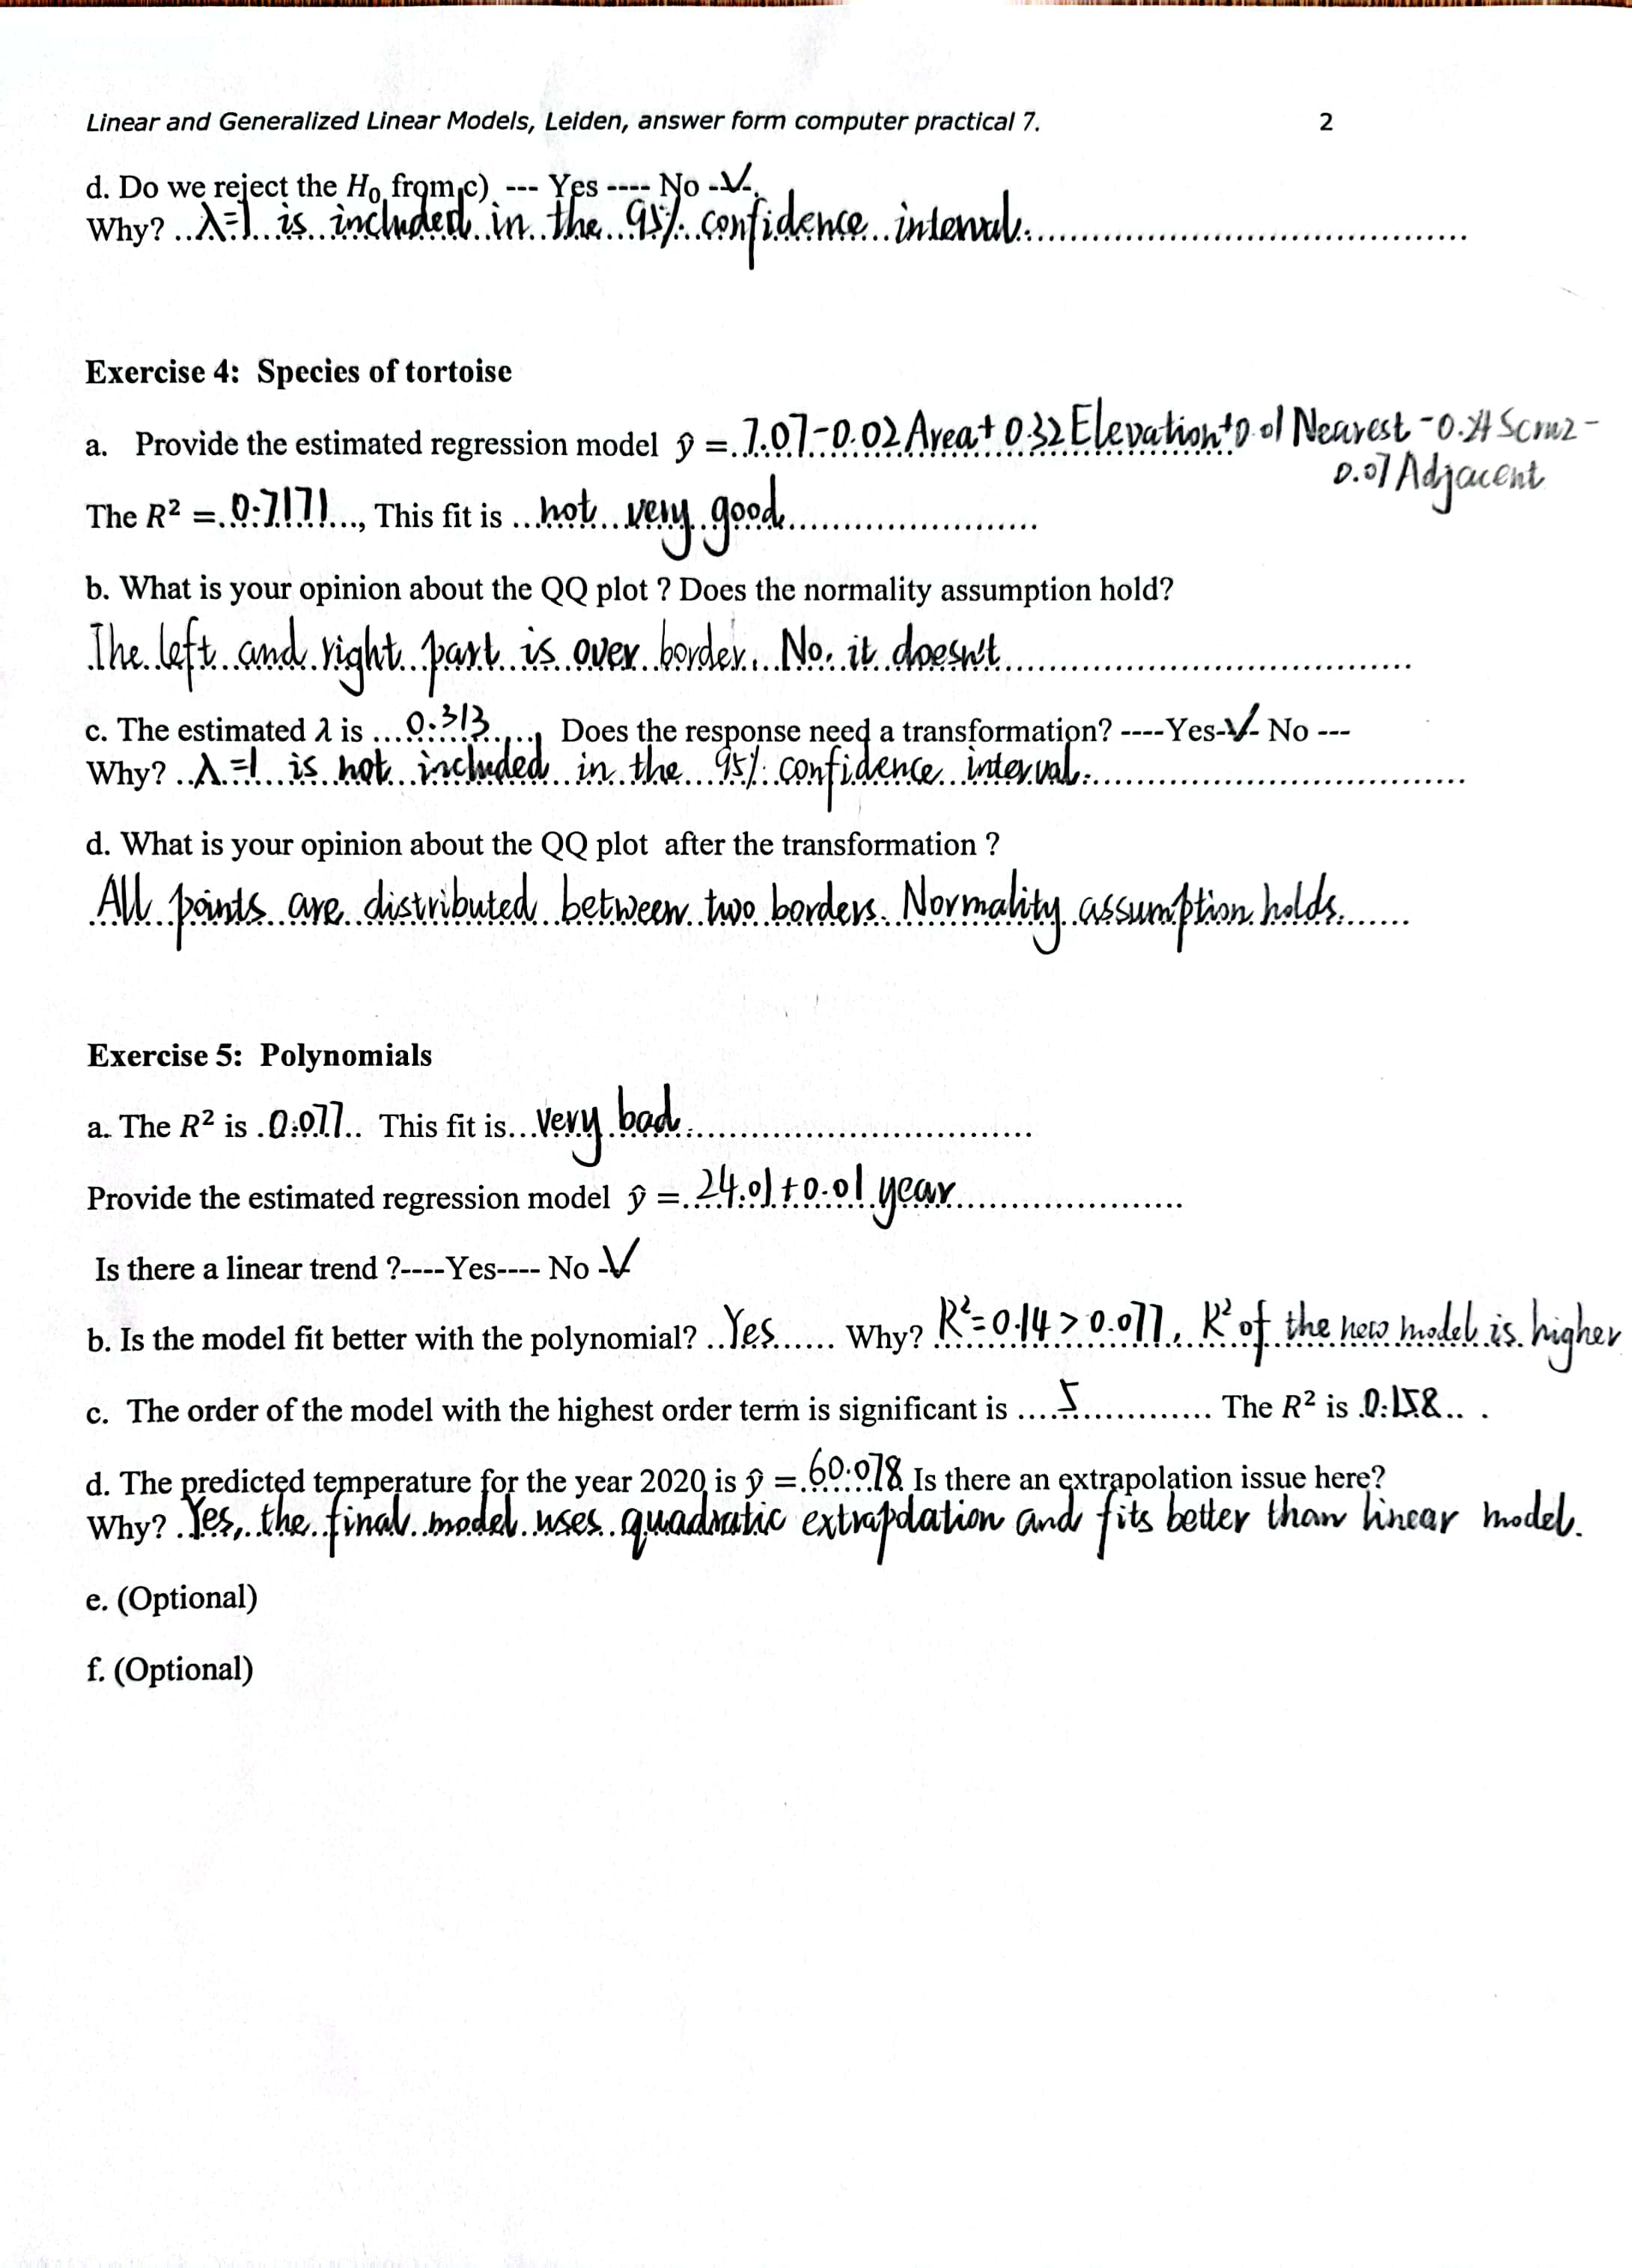 Linear and Generalized Linear Models, Leiden, answer form computer practical 7. 2
d. Do we reject the H₀ from c) --- Yes ---- No -√-.
Why? ..λ=1..is..included..in..the..95%..confidence..interval..............
Exercise 4: Species of tortoise
a. Provide the estimated regression model ŷ = 7.07-0.02 Area+ 0.32 Elevation+0.01 Nearest -0.24 Scruz -
0.07 Adjacent
The R² = .0.7171..., This fit is ...not..very..good..............
b. What is your opinion about the QQ plot ? Does the normality assumption hold?
The left and right part is over border. No, it doesn't..............
c. The estimated λ is ...0.313..... Does the response need a transformation? ----Yes-√- No ---
Why? ..λ=1..is not included in the 95% confidence interval...............
d. What is your opinion about the QQ plot after the transformation ?
All points are distributed between two borders. Normality assumption holds.......
Exercise 5: Polynomials
a. The R² is .0.077.. This fit is...very bad..............
Provide the estimated regression model ŷ = 24.01+0.01 year..............
Is there a linear trend ?----Yes---- No -√
b. Is the model fit better with the polynomial? ..Yes...... Why? R²=0.14 > 0.077, R² of the new model is higher
c. The order of the model with the highest order term is significant is ....5............. The R² is .0.158.. .
d. The predicted temperature for the year 2020 is ŷ = 60.078 Is there an extrapolation issue here?
Why? .Yes, the final model uses quadratic extrapolation and fits better than linear model.
e. (Optional)
f. (Optional)